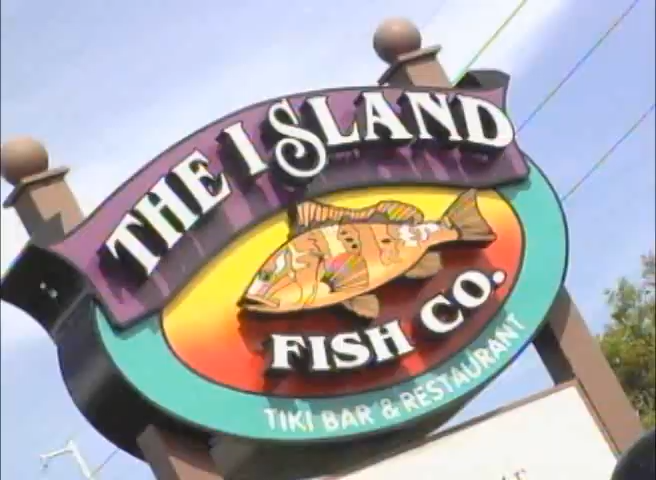 THE ISLAND
FISH CO.
TIKI BAR & RESTAURANT